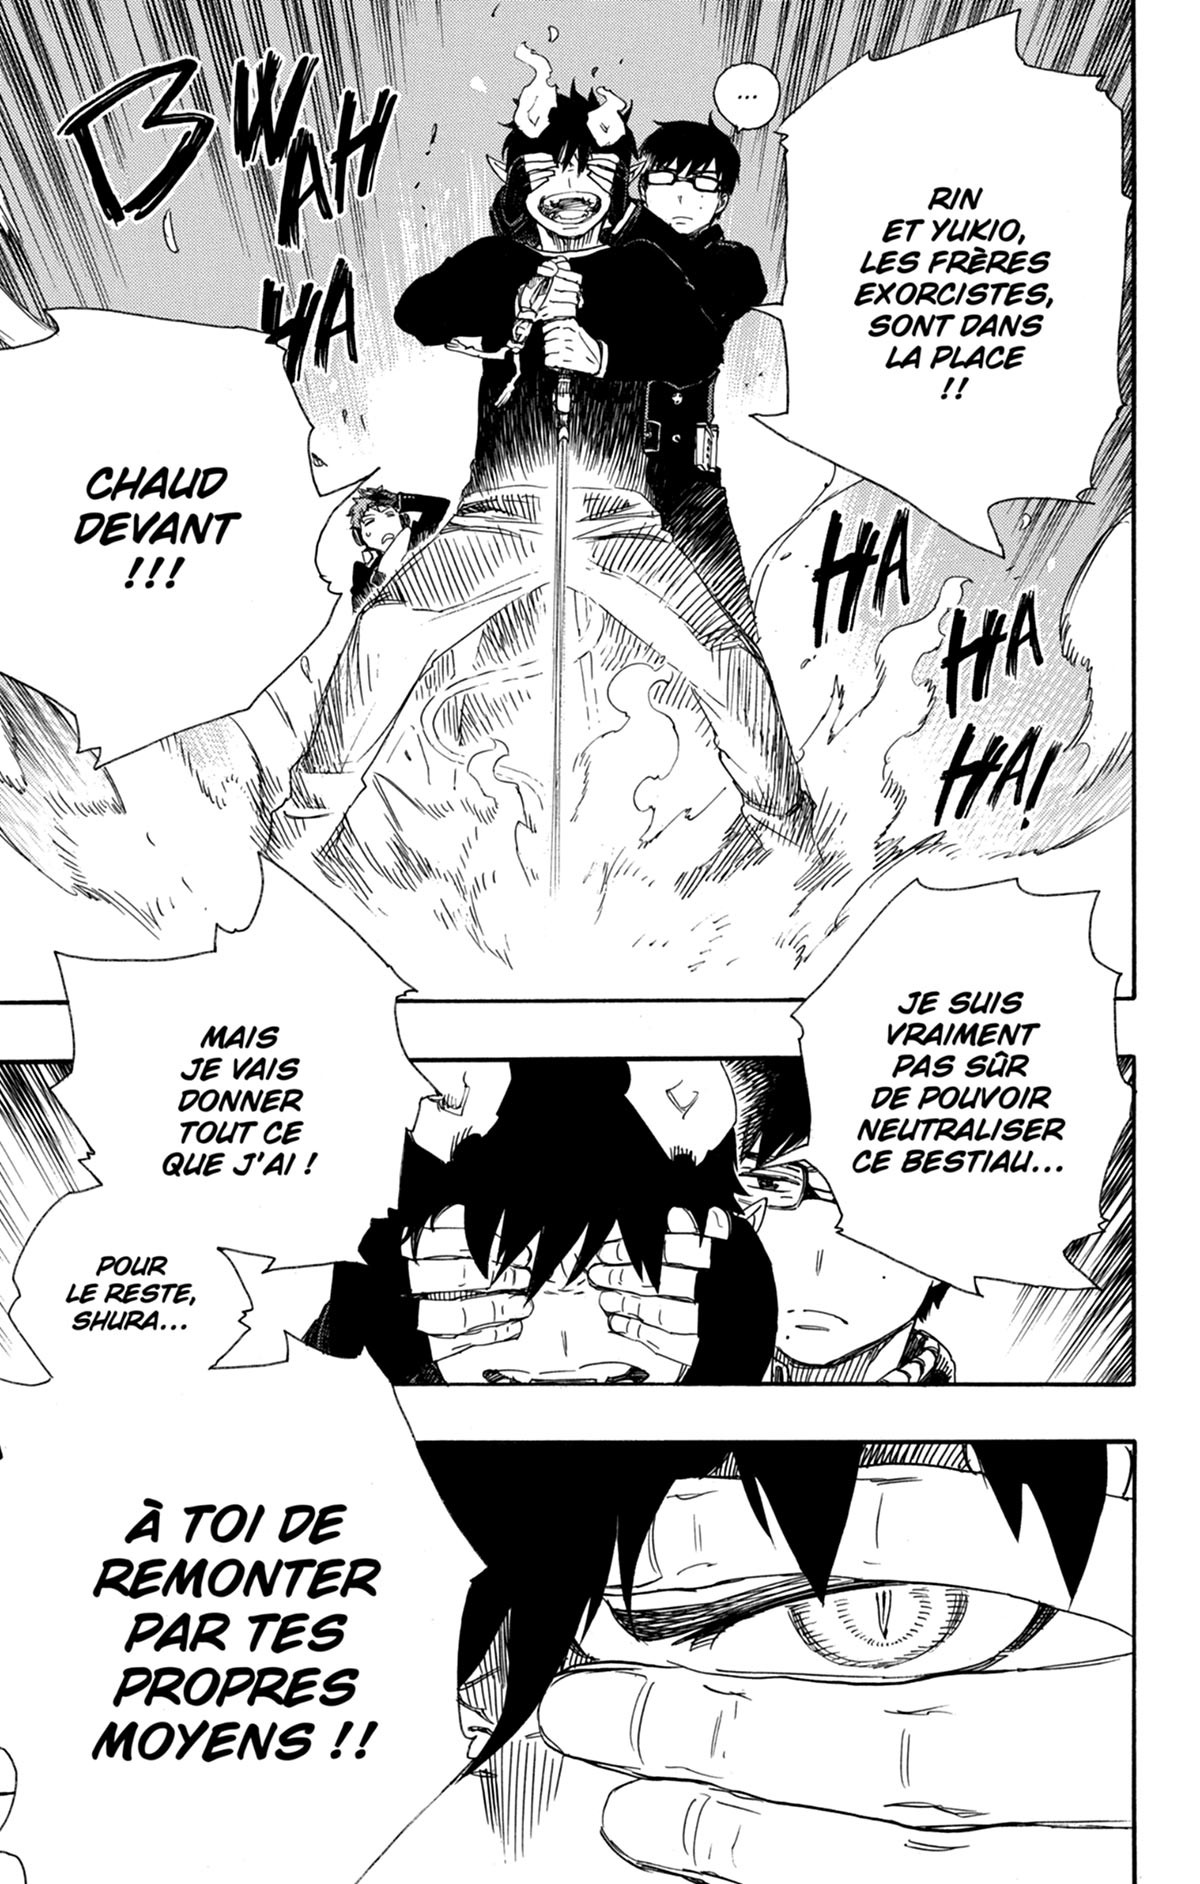 ...
RIN
ET YUKIO,
LES FRÈRES
EXORCISTES,
SONT DANS
LA PLACE
!!
BWAH
HA
HA
HA
HA!
CHAUD
DEVANT
!!!
JE SUIS
VRAIMENT
PAS SÛR
DE POUVOIR
NEUTRALISER
CE BESTIAU...
MAIS
JE VAIS
DONNER
TOUT CE
QUE J'AI !
POUR
LE RESTE,
SHURA...
À TOI DE
REMONTER
PAR TES
PROPRES
MOYENS !!